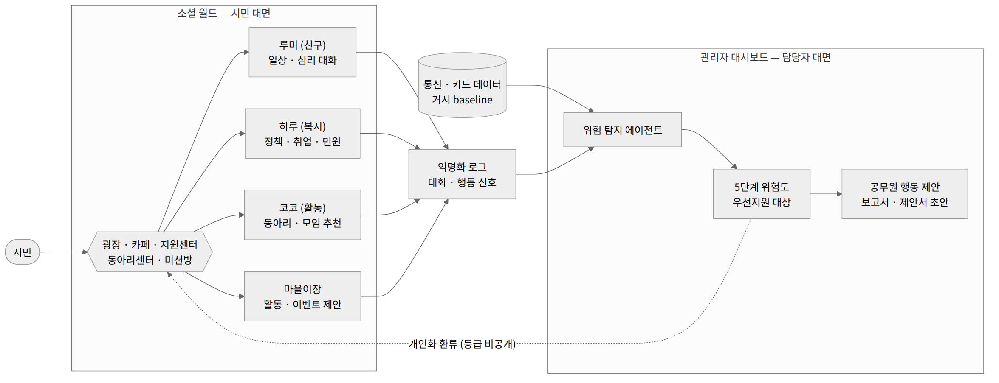 소셜 월드 — 시민 대면
루미 (친구)
일상 · 심리 대화
하루 (복지)
정책 · 취업 · 민원
코코 (활동)
동아리 · 모임 추천
마을이장
활동 · 이벤트 제안
시민
광장 · 카페 · 지원센터
동아리센터 · 미션방
통신 · 카드 데이터
거시 baseline
익명화 로그
대화 · 행동 신호
개인화 환류 (등급 비공개)
관리자 대시보드 — 담당자 대면
위험 탐지 에이전트
5단계 위험도
우선지원 대상
공무원 행동 제안
보고서 · 제안서 초안